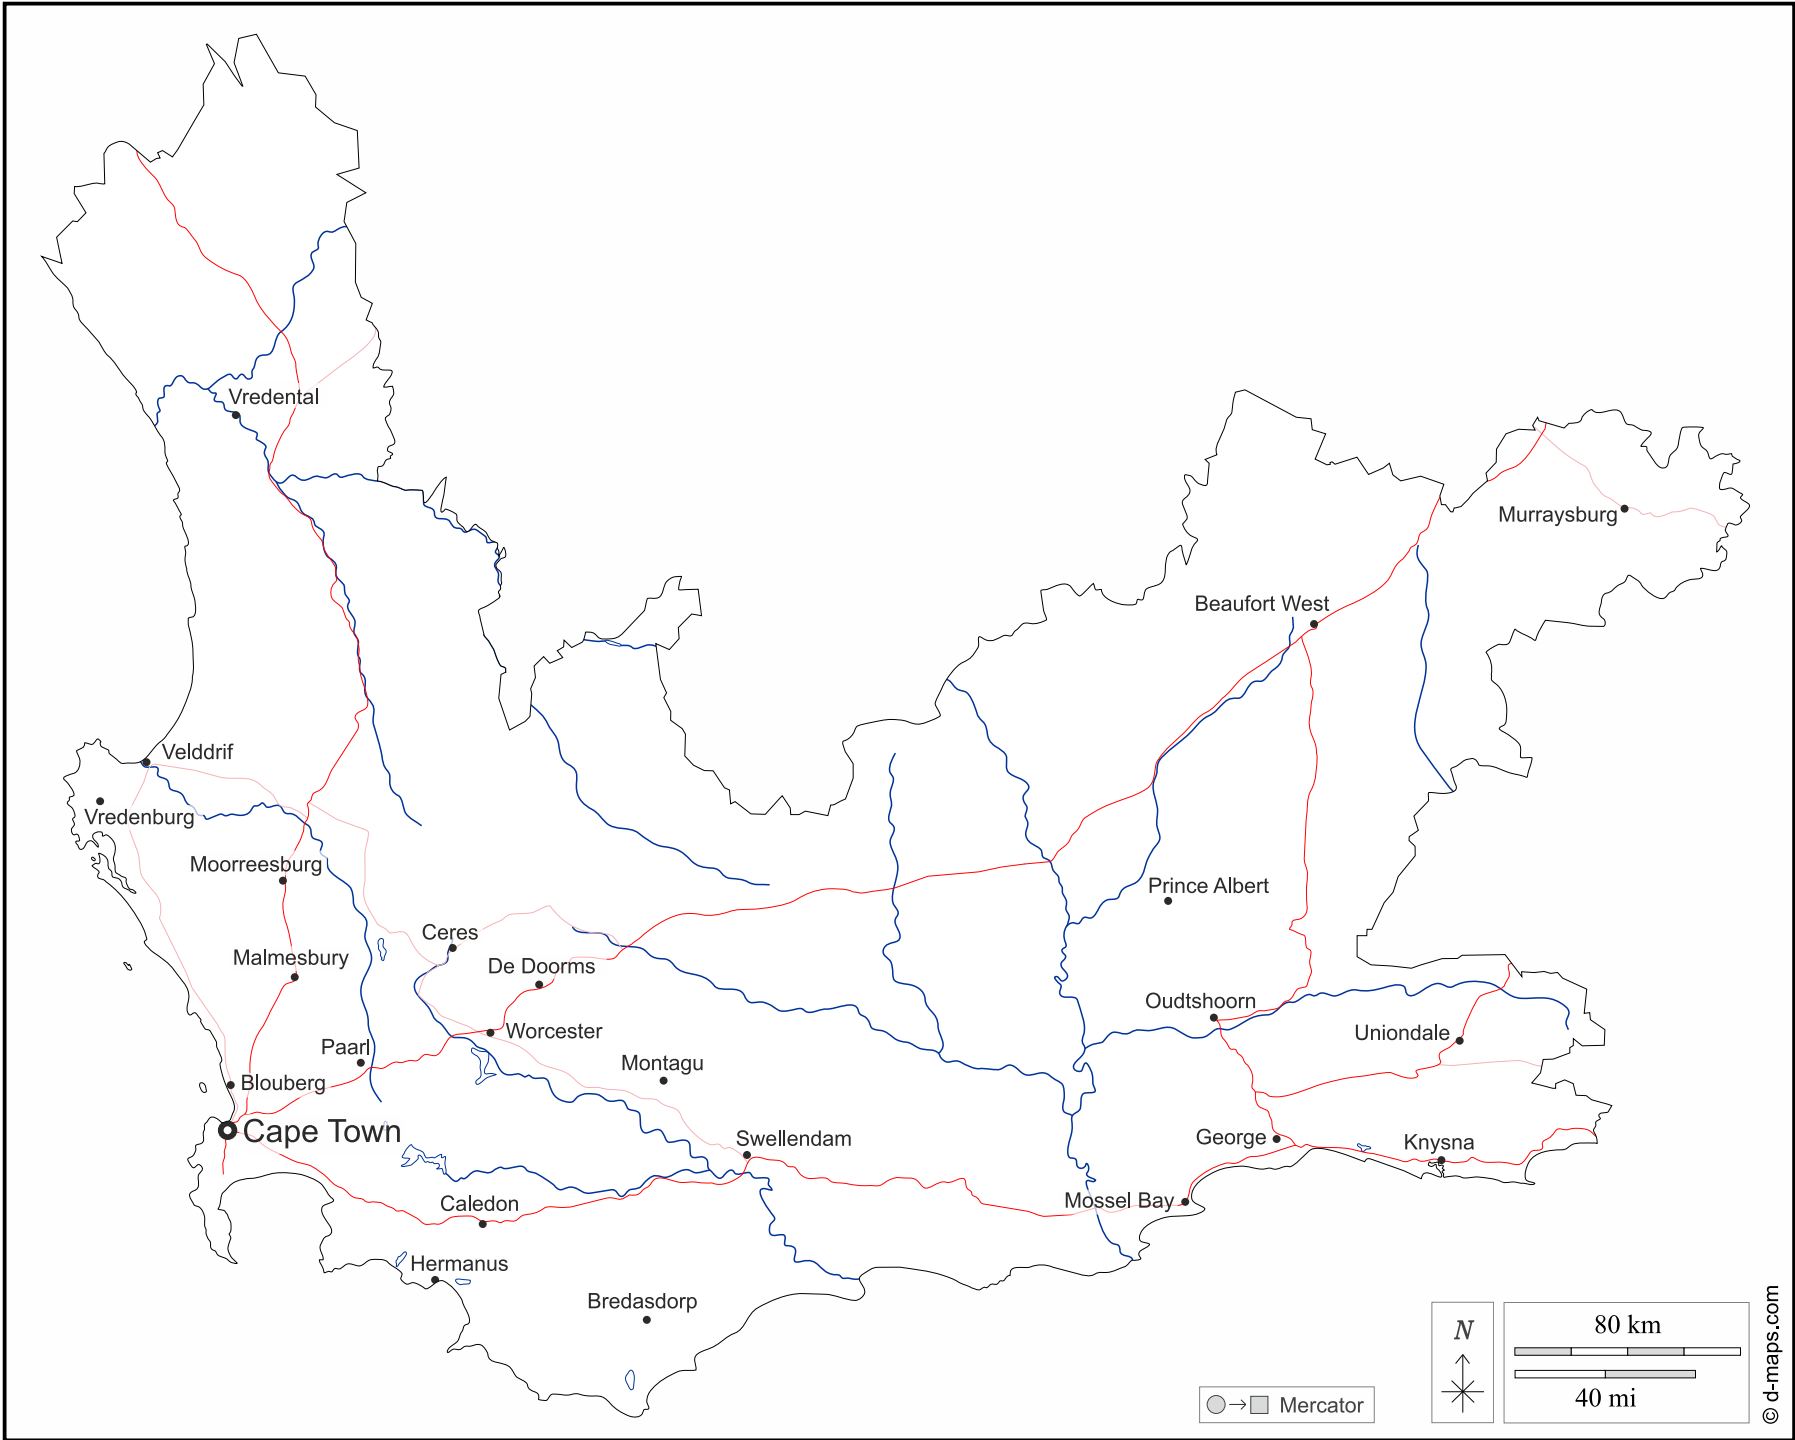 Vredental
Murraysburg
Beaufort West
Velddrif
Vredenburg
Moorreesburg
Prince Albert
Ceres
Malmesbury
De Doorms
Oudtshoorn
Worcester
Uniondale
Paarl
Montagu
Blouberg
Cape Town
Swellendam
George
Knysna
Caledon
Mossel Bay
Hermanus
Bredasdorp
N
80 km
40 mi
Mercator
© d-maps.com